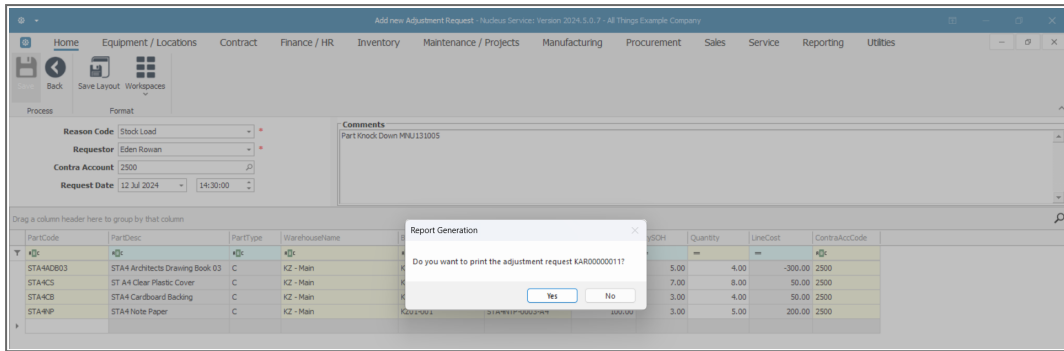 Add new Adjustment Request - Nucleus Service: Version 2024.5.0.7 - All Things Example Company
Home Equipment / Locations Contract Finance / HR Inventory Maintenance / Projects Manufacturing Procurement Sales Service Reporting Utilities
Save Back Save Layout Workspaces
Process Format
Reason Code Stock Load *
Requestor Eden Rowan *
Contra Account 2500
Request Date 12 Jul 2024 14:30:00
Comments
Part Knock Down MNU131005
Drag a column header here to group by that column
PartCode PartDesc PartType WarehouseName Quantity LineCost ContraAccCode
STA4ADB03 STA4 Architects Drawing Book 03 C KZ - Main 5.00 4.00 -300.00 2500
STA4CS ST A4 Clear Plastic Cover C KZ - Main 7.00 8.00 50.00 2500
STA4CB STA4 Cardboard Backing C KZ - Main 3.00 4.00 50.00 2500
STA4NP STA4 Note Paper C KZ - Main 100.00 3.00 5.00 200.00 2500
Report Generation
Do you want to print the adjustment request KAR00000011?
Yes No